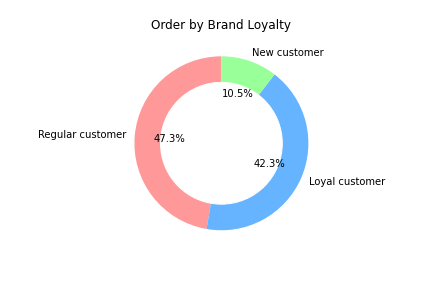 Order by Brand Loyalty
New customer
10.5%
Regular customer
47.3%
42.3%
Loyal customer